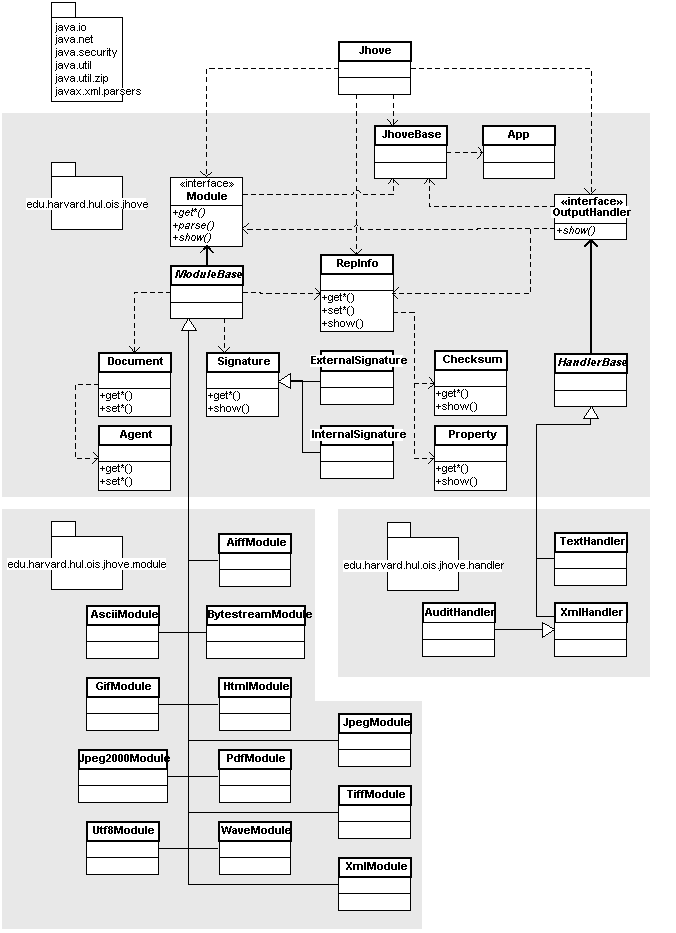 java.io
java.net
java.security
java.util
java.util.zip
javax.xml.parsers
Jhove
JhoveBase
App
edu.harvard.hul.ois.jhove
«interface»
Module
+get*()
+parse()
+show()
«interface»
OutputHandler
+show()
ModuleBase
RepInfo
+get*()
+set*()
+show()
Document
+get*()
+set*()
Signature
+get*()
+show()
ExternalSignature
Checksum
+get*()
+show()
HandlerBase
Agent
+get*()
+set*()
InternalSignature
Property
+get*()
+show()
edu.harvard.hul.ois.jhove.module
AiffModule
edu.harvard.hul.ois.jhove.handler
TextHandler
AsciiModule
BytestreamModule
AuditHandler
XmlHandler
GifModule
HtmlModule
JpegModule
Jpeg2000Module
PdfModule
TiffModule
Utf8Module
WaveModule
XmlModule